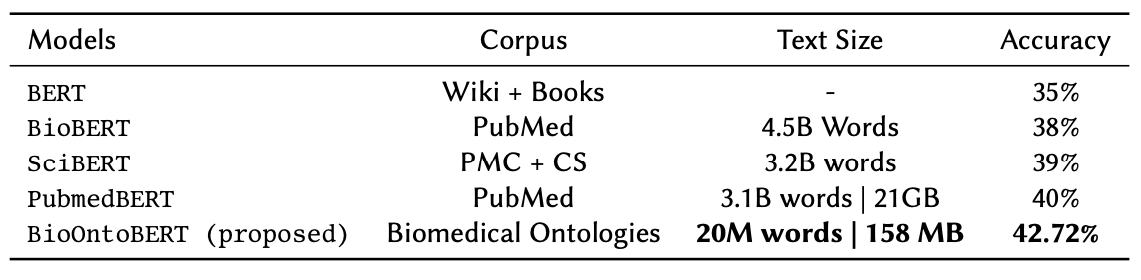 Models Corpus Text Size Accuracy
BERT Wiki + Books - 35%
BioBERT PubMed 4.5B Words 38%
SciBERT PMC + CS 3.2B words 39%
PubmedBERT PubMed 3.1B words | 21GB 40%
BioOntoBERT (proposed) Biomedical Ontologies 20M words | 158 MB 42.72%